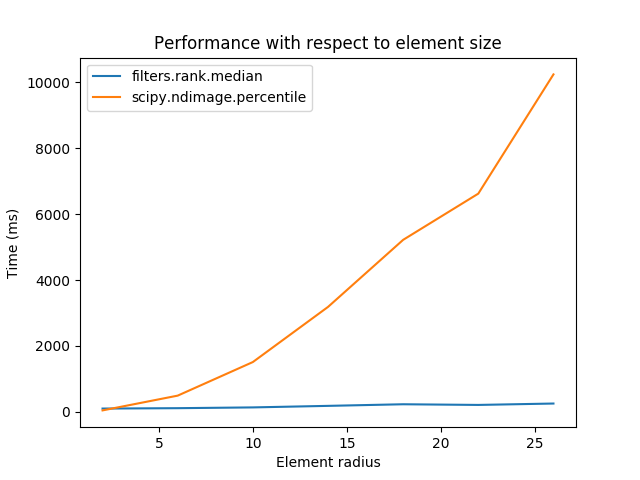 Performance with respect to element size
filters.rank.median
scipy.ndimage.percentile
10000
8000
6000
4000
2000
0
Time (ms)
5
10
15
20
25
Element radius